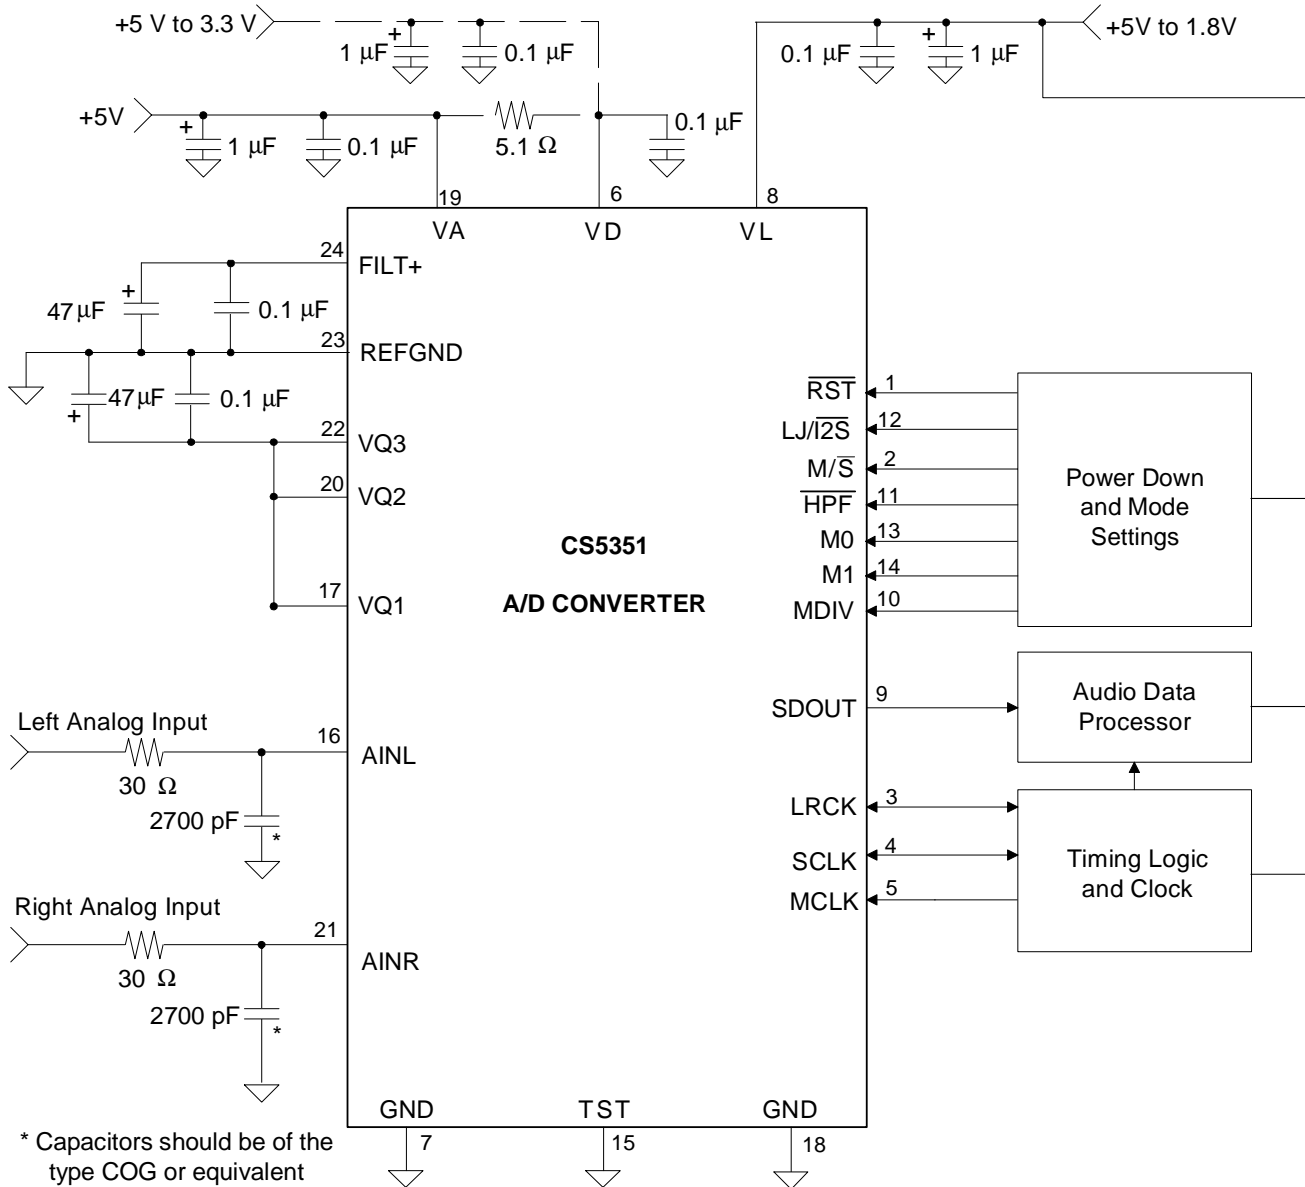 +5 V to 3.3 V
+
1 µF
0.1 µF
0.1 µF
+
1 µF
+5V to 1.8V
+5V
+
1 µF
0.1 µF
5.1 Ω
0.1 µF
19
6
8
VA
VD
VL
24
FILT+
+
47 µF
0.1 µF
23
REFGND
47 µF
+
0.1 µF
22
VQ3
20
VQ2
17
VQ1
CS5351
A/D CONVERTER
RST
1
LJ/I2S
12
M/S
2
HPF
11
M0
13
M1
14
MDIV
10
Power Down
and Mode
Settings
SDOUT
9
Audio Data
Processor
LRCK
3
SCLK
4
MCLK
5
Timing Logic
and Clock
Left Analog Input
16
AINL
30 Ω
2700 pF
*
Right Analog Input
21
AINR
30 Ω
2700 pF
*
GND
TST
GND
7
15
18
* Capacitors should be of the
type COG or equivalent